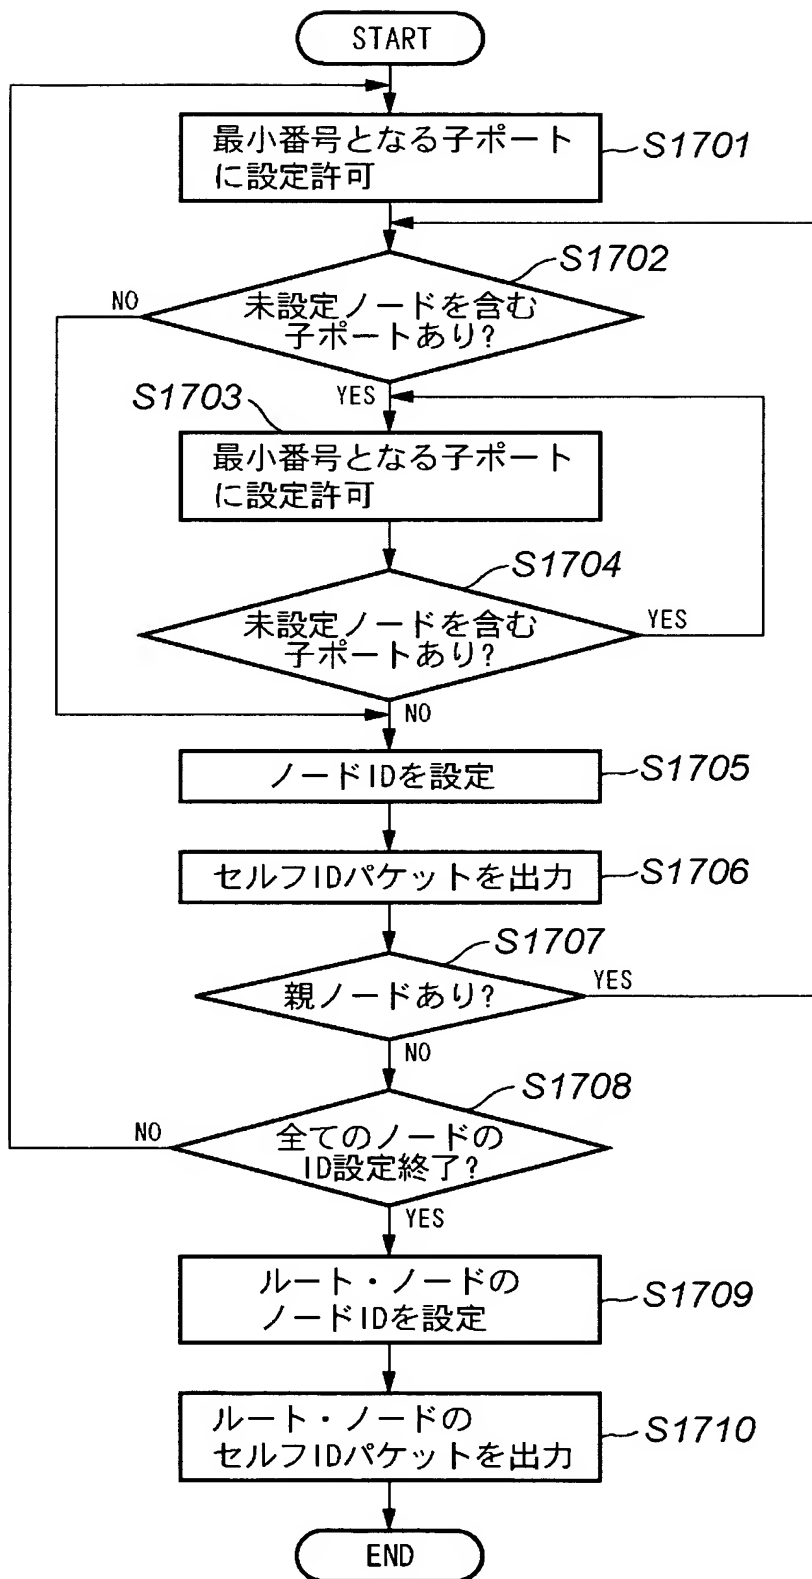 START
最小番号となる子ポート
に設定許可
S1701
S1702
NO
未設定ノードを含む
子ポートあり?
YES
S1703
最小番号となる子ポート
に設定許可
S1704
未設定ノードを含む
子ポートあり?
YES
NO
ノードIDを設定
S1705
セルフIDパケットを出力
S1706
S1707
親ノードあり?
YES
NO
S1708
NO
全てのノードの
ID設定終了?
YES
ルート・ノードの
ノードIDを設定
S1709
ルート・ノードの
セルフIDパケットを出力
S1710
END